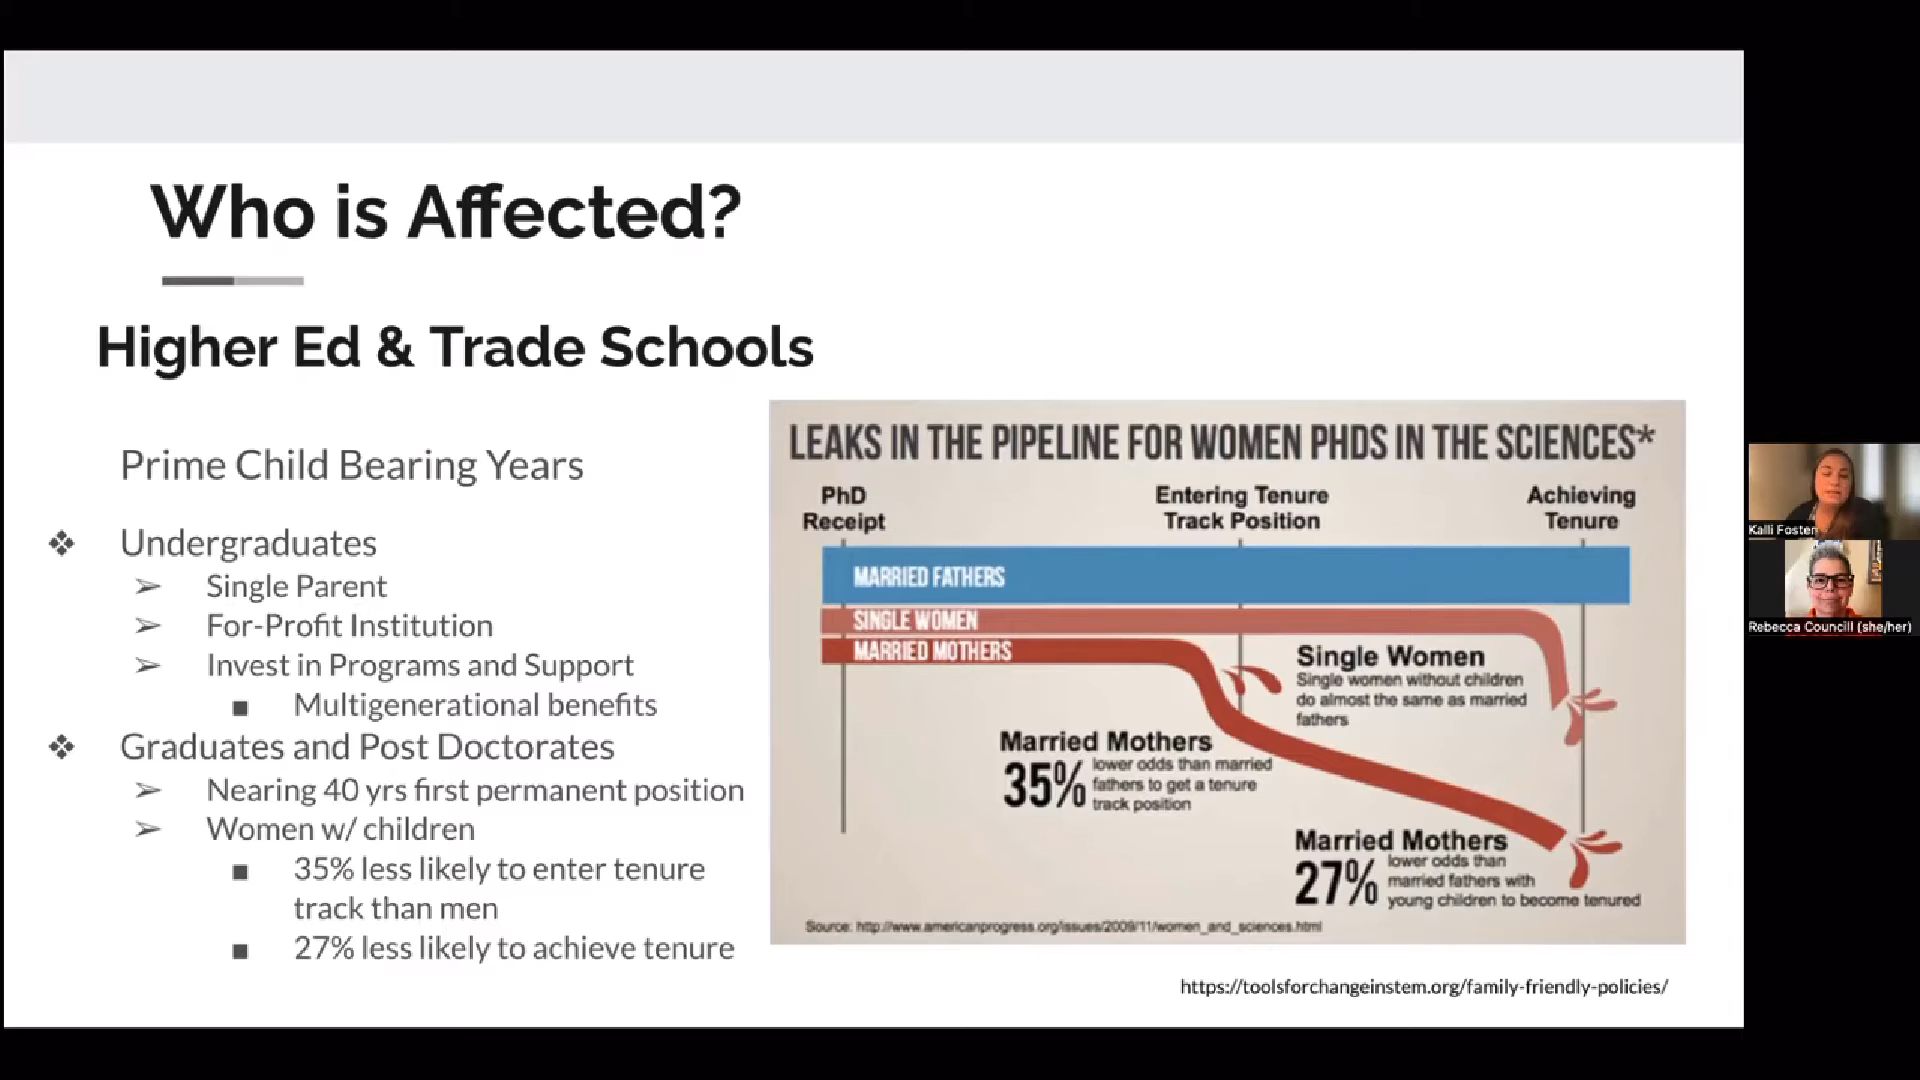 Who is Affected?
Higher Ed & Trade Schools
Prime Child Bearing Years
❖ Undergraduates
➢ Single Parent
➢ For-Profit Institution
➢ Invest in Programs and Support
■ Multigenerational benefits
❖ Graduates and Post Doctorates
➢ Nearing 40 yrs first permanent position
➢ Women w/ children
■ 35% less likely to enter tenure
track than men
■ 27% less likely to achieve tenure
LEAKS IN THE PIPELINE FOR WOMEN PHDS IN THE SCIENCES*
PhD
Receipt
Entering Tenure
Track Position
Achieving
Tenure
MARRIED FATHERS
SINGLE WOMEN
MARRIED MOTHERS
Single Women
Single women without children
do almost the same as married
fathers
Married Mothers
35% lower odds than married
fathers to get a tenure
track position
Married Mothers
27% lower odds than
married fathers with
young children to become tenured
Source: http://www.americanprogress.org/issues/2009/11/women_and_sciences.html
https://toolsforchangeinstem.org/family-friendly-policies/
Kalli Foster
Rebecca Councill (she/her)